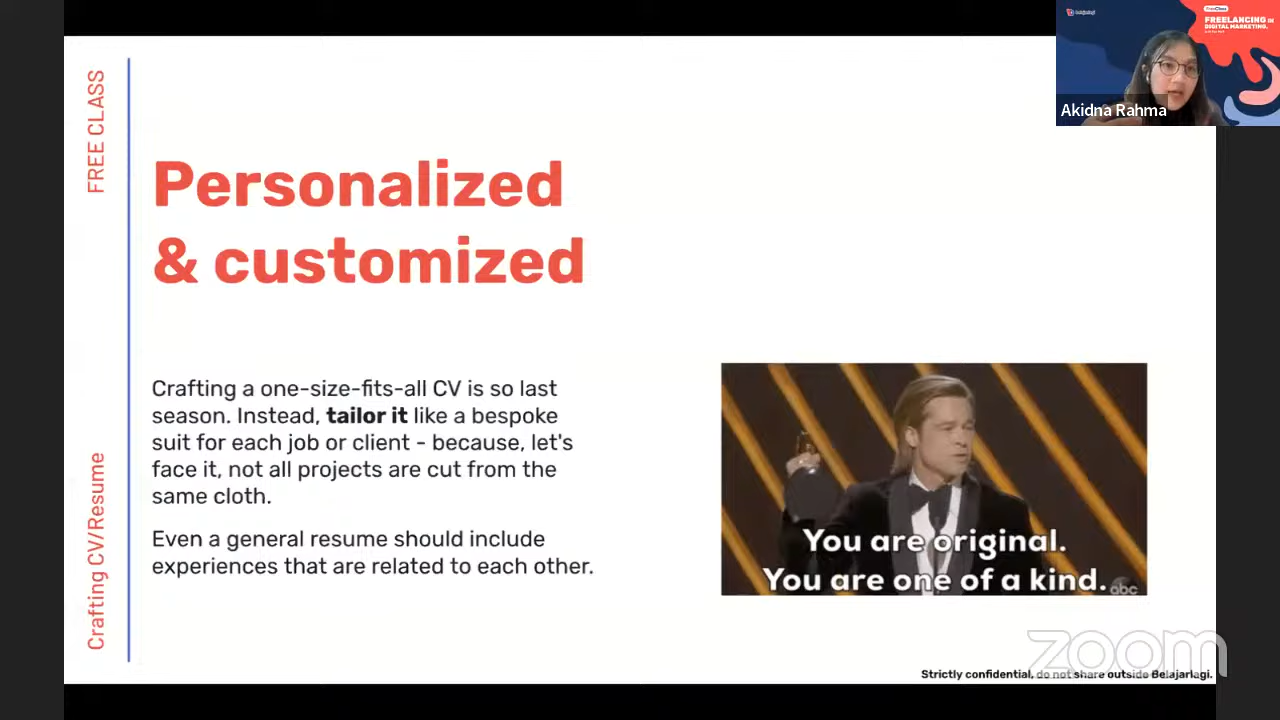 belajarlagi
FreeClass
FREELANCING IN
DIGITAL MARKETING.
Akidna Rahma
FREE CLASS
Personalized
& customized
Crafting a one-size-fits-all CV is so last
season. Instead, tailor it like a bespoke
suit for each job or client - because, let's
face it, not all projects are cut from the
same cloth.
Even a general resume should include
experiences that are related to each other.
Crafting CV/Resume
You are original.
You are one of a kind.
abc
zoom
Strictly confidential, do not share outside Belajarlagi.